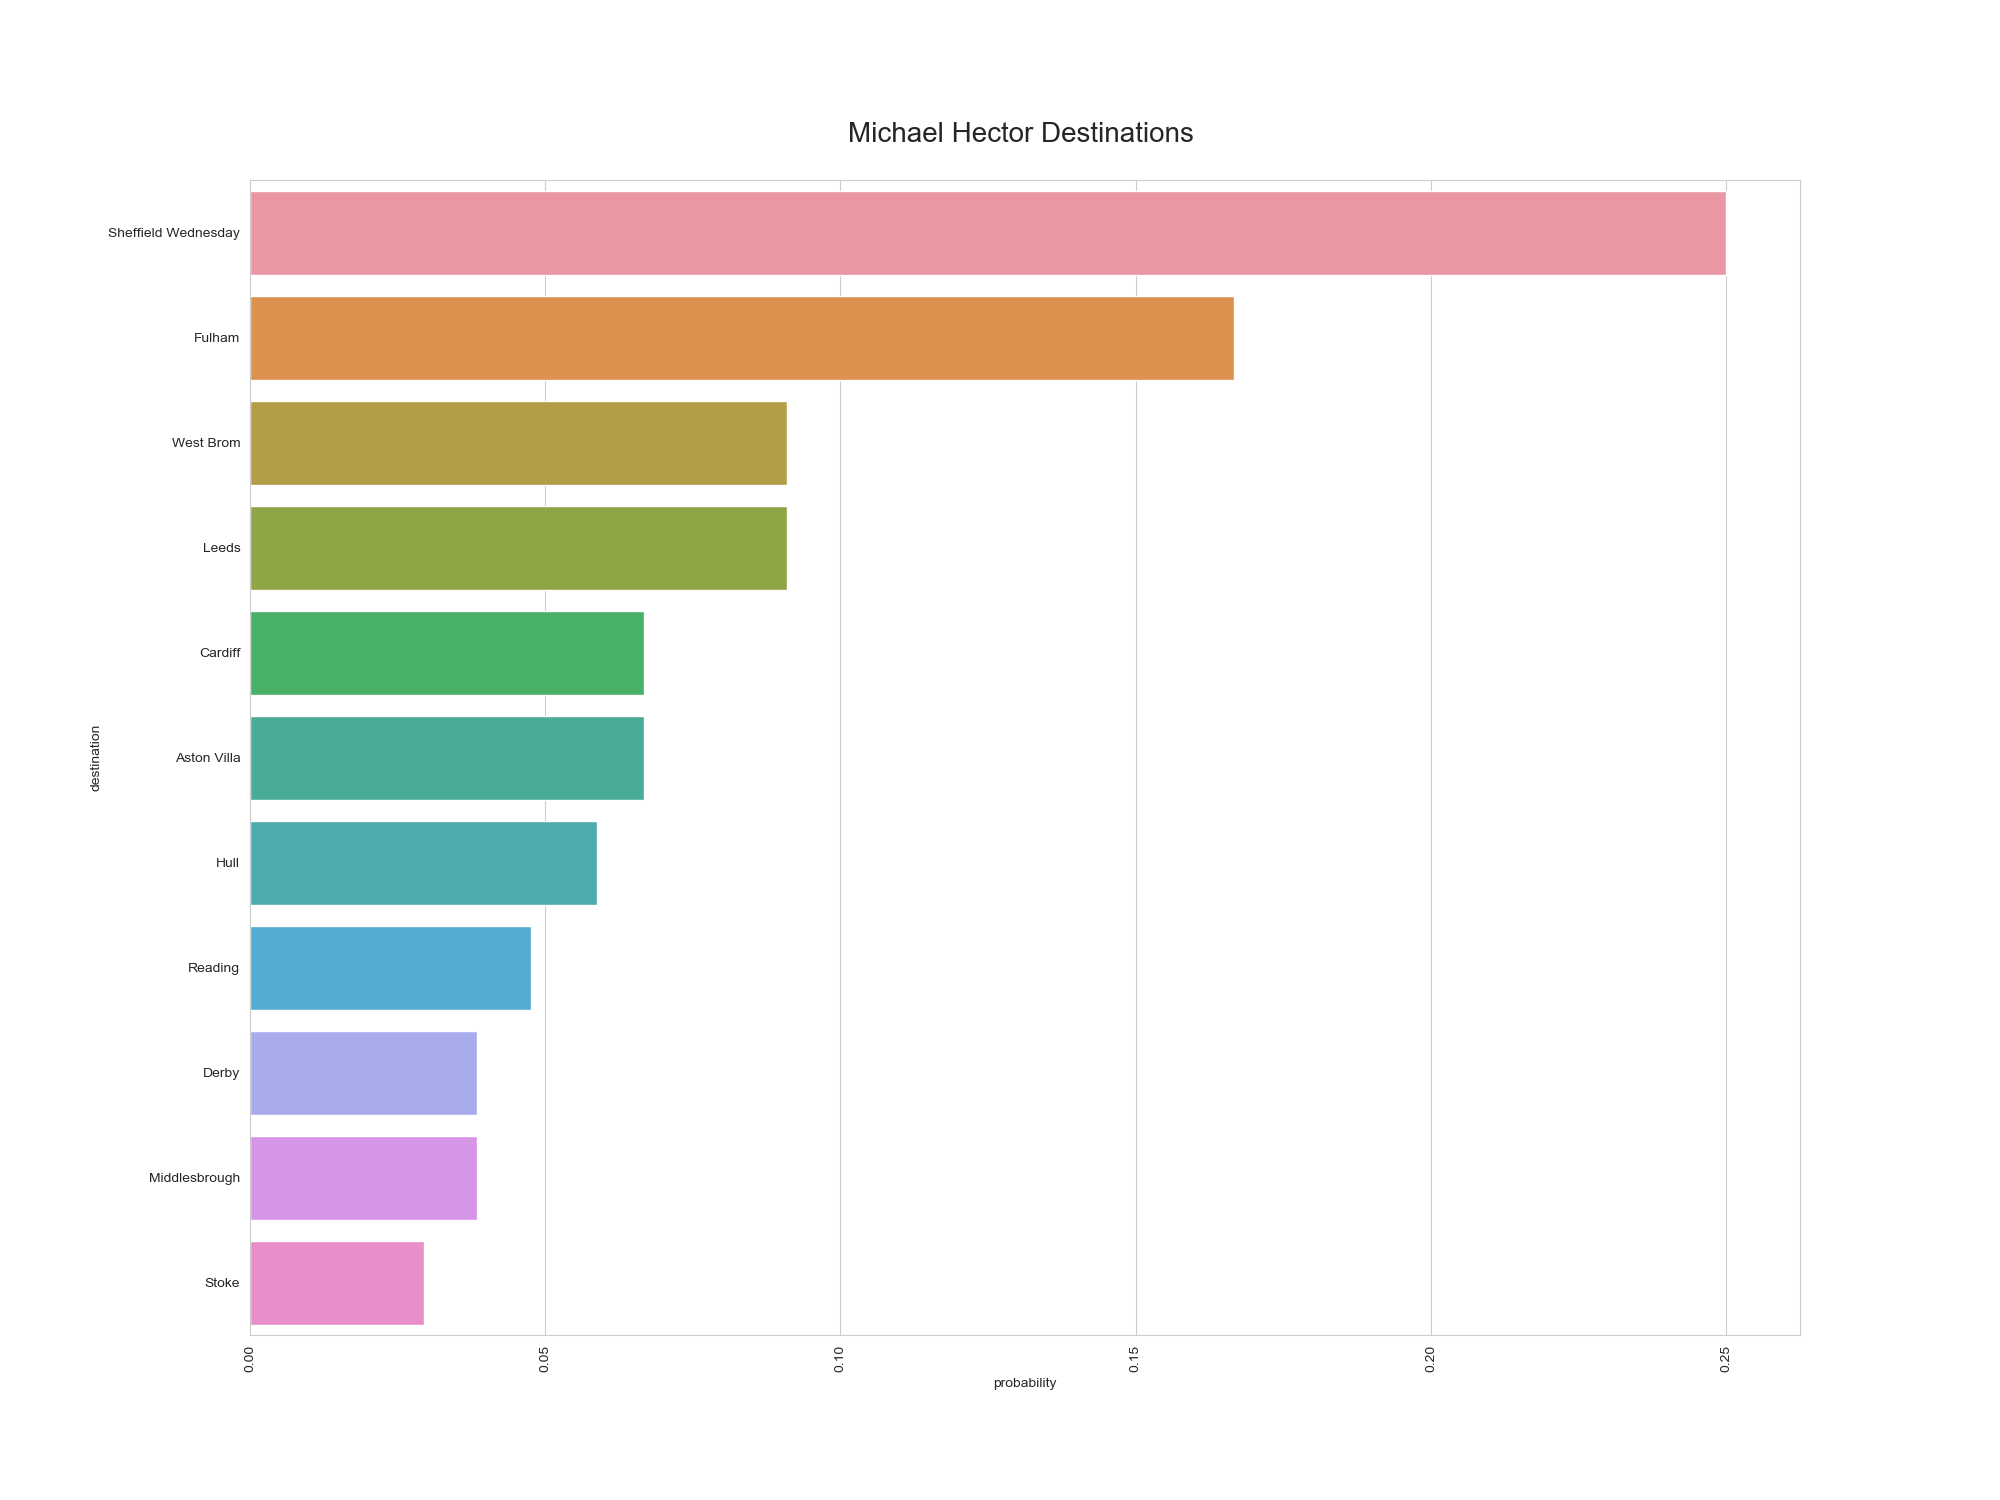 Michael Hector Destinations
Sheffield Wednesday
Fulham
West Brom
Leeds
Cardiff
Aston Villa
Hull
Reading
Derby
Middlesbrough
Stoke
destination
0.00
0.05
0.10
0.15
0.20
0.25
probability